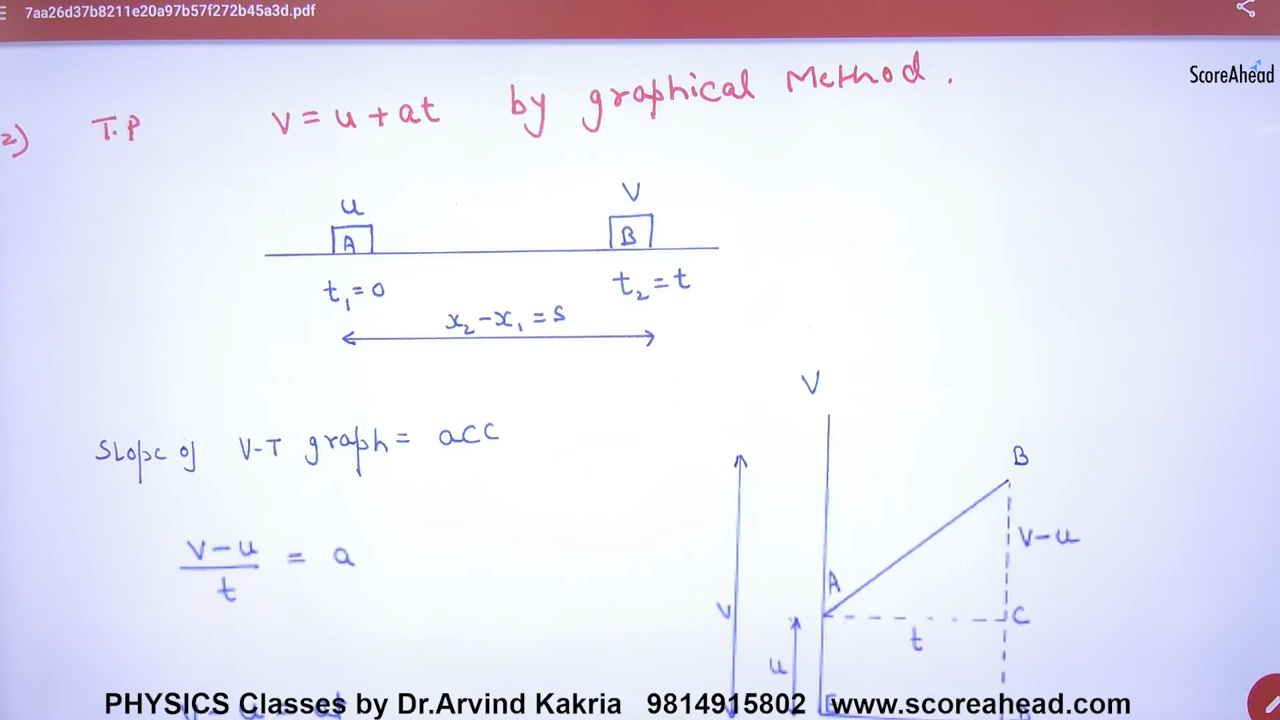 7aa26d37b8211e20a97b57f272b45a3d.pdf
ScoreAhead
2) T.P v = u + at by graphical Method.
u V
A B
t₁ = 0 t₂ = t
x₂ - x₁ = s
V
Slope of V-T graph = acc
B
v - u
v - u / t = a
A
v
C
t
u
PHYSICS Classes by Dr.Arvind Kakria 9814915802 www.scoreahead.com